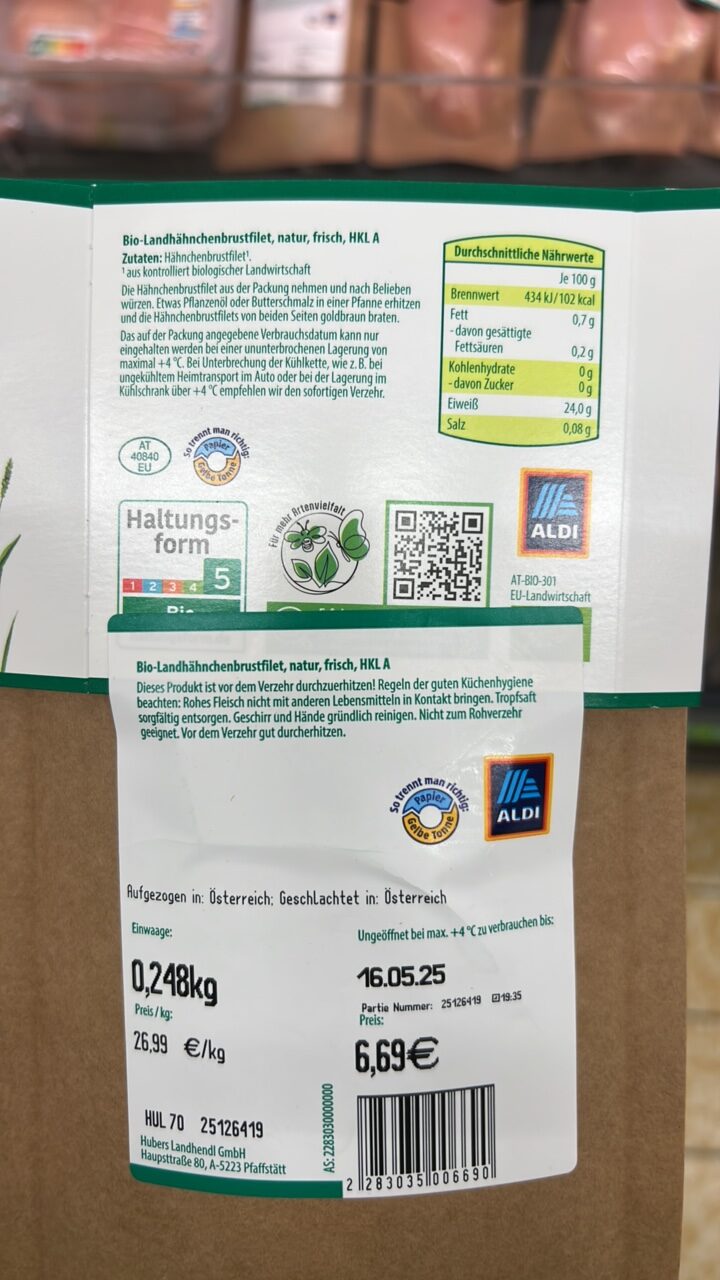 Bio-Landhähnchenbrustfilet, natur, frisch, HKL A
Zutaten: Hähnchenbrustfilet¹.
¹ aus kontrolliert biologischer Landwirtschaft
Die Hähnchenbrustfilet aus der Packung nehmen und nach Belieben
würzen. Etwas Pflanzenöl oder Butterschmalz in einer Pfanne erhitzen
und die Hähnchenbrustfilets von beiden Seiten goldbraun braten.
Das auf der Packung angegebene Verbrauchsdatum kann nur
eingehalten werden bei einer ununterbrochenen Lagerung von
maximal +4 °C. Bei Unterbrechung der Kühlkette, wie z. B. bei
ungekühltem Heimtransport im Auto oder bei der Lagerung im
Kühlschrank über +4 °C empfehlen wir den sofortigen Verzehr.
Durchschnittliche Nährwerte
Je 100 g
Brennwert 434 kJ/102 kcal
Fett 0,7 g
- davon gesättigte
Fettsäuren 0,2 g
Kohlenhydrate 0 g
- davon Zucker 0 g
Eiweiß 24,0 g
Salz 0,08 g
AT
40840
EU
So trennt man richtig:
Papier
Gelbe Tonne
Haltungs-
form
1 2 3 4 5
Bio
Für mehr Artenvielfalt
ALDI
AT-BIO-301
EU-Landwirtschaft
Bio-Landhähnchenbrustfilet, natur, frisch, HKL A
Dieses Produkt ist vor dem Verzehr durchzuerhitzen! Regeln der guten Küchenhygiene
beachten: Rohes Fleisch nicht mit anderen Lebensmitteln in Kontakt bringen. Tropfsaft
sorgfältig entsorgen. Geschirr und Hände gründlich reinigen. Nicht zum Rohverzehr
geeignet. Vor dem Verzehr gut durcherhitzen.
So trennt man richtig:
Papier
Gelbe Tonne
ALDI
Aufgezogen in: Österreich; Geschlachtet in: Österreich
Einwaage:
0,248kg
Preis/kg:
26,99 €/kg
Ungeöffnet bei max. +4 °C zu verbrauchen bis:
16.05.25
Partie Nummer: 25126419 19:35
Preis:
6,69€
HUL 70 25126419
Hubers Landhendl GmbH
Haupsttraße 80, A-5223 Pfaffstätt
AS: 2283030000000
2 283035 006690